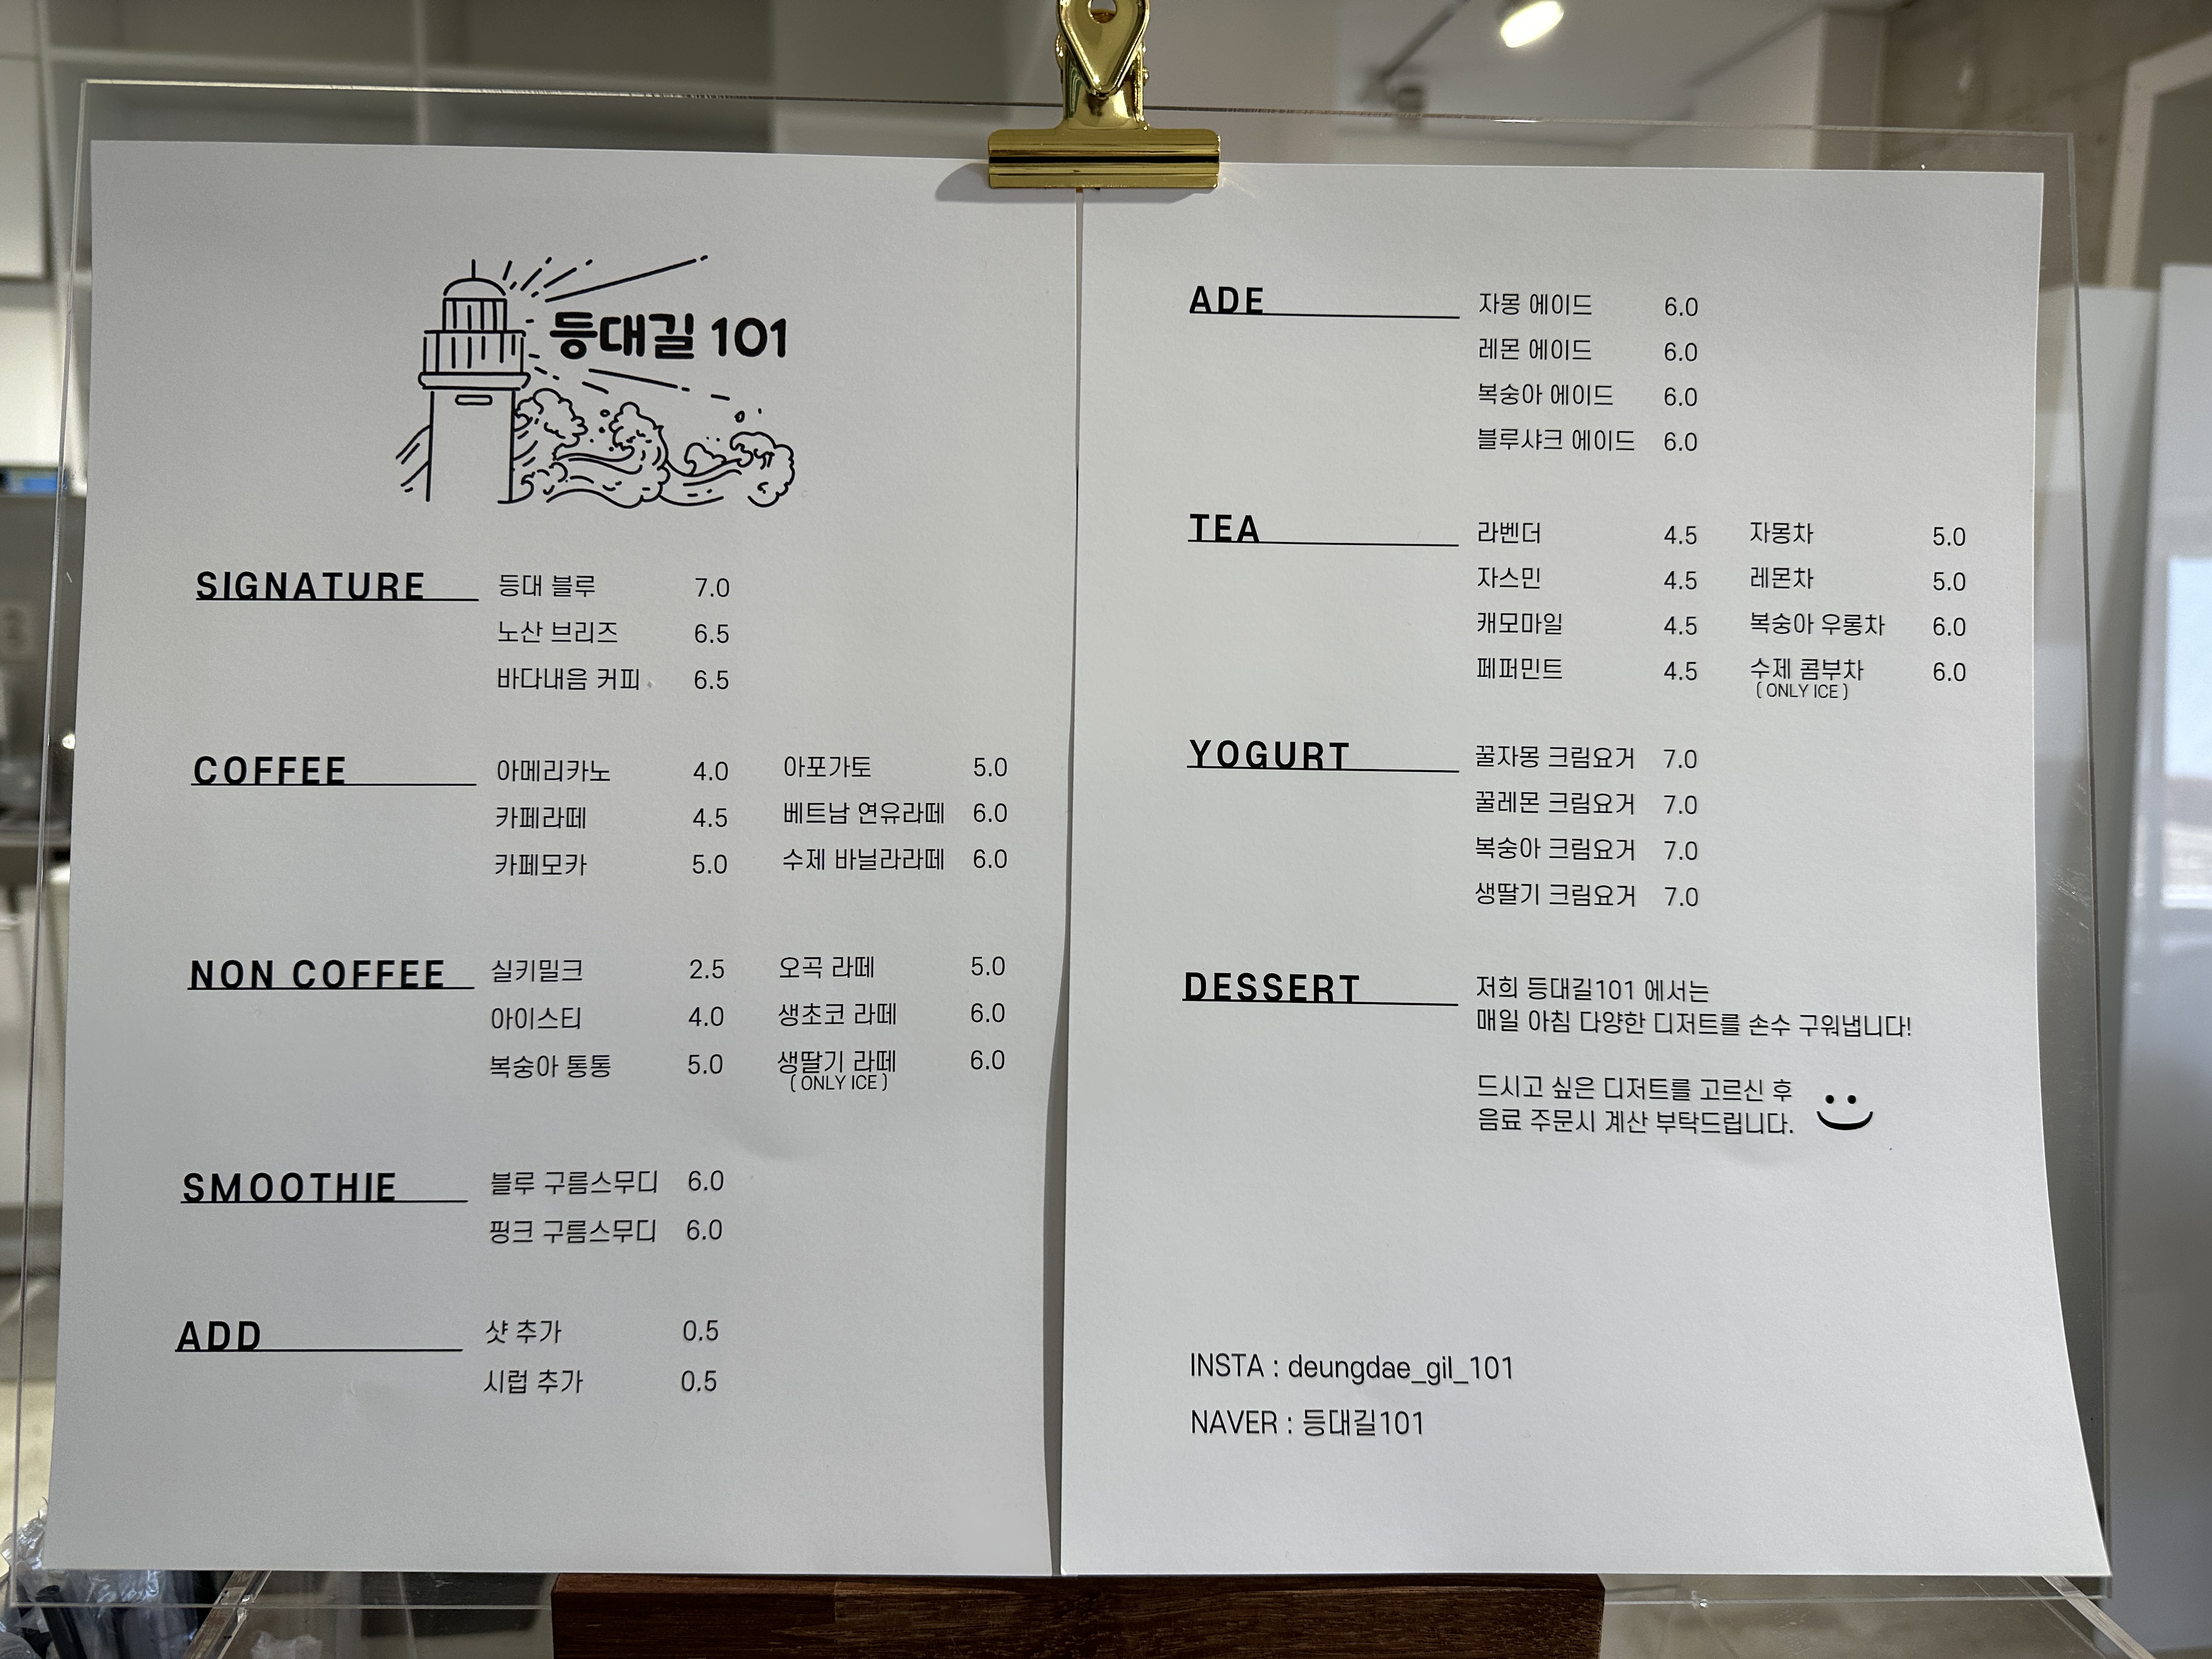 등대길 101
SIGNATURE 등대 블루 7.0
노산 브리즈 6.5
바다내음 커피 6.5
COFFEE 아메리카노 4.0 아포가토 5.0
카페라떼 4.5 베트남 연유라떼 6.0
카페모카 5.0 수제 바닐라라떼 6.0
NON COFFEE 실키밀크 2.5 오곡 라떼 5.0
아이스티 4.0 생초코 라떼 6.0
복숭아 통통 5.0 생딸기 라떼 6.0
( ONLY ICE )
SMOOTHIE 블루 구름스무디 6.0
핑크 구름스무디 6.0
ADD 샷 추가 0.5
시럽 추가 0.5
ADE 자몽 에이드 6.0
레몬 에이드 6.0
복숭아 에이드 6.0
블루샤크 에이드 6.0
TEA 라벤더 4.5 자몽차 5.0
자스민 4.5 레몬차 5.0
캐모마일 4.5 복숭아 우롱차 6.0
페퍼민트 4.5 수제 콤부차 6.0
( ONLY ICE )
YOGURT 꿀자몽 크림요거 7.0
꿀레몬 크림요거 7.0
복숭아 크림요거 7.0
생딸기 크림요거 7.0
DESSERT 저희 등대길101 에서는
매일 아침 다양한 디저트를 손수 구워냅니다!
드시고 싶은 디저트를 고르신 후
음료 주문시 계산 부탁드립니다.
INSTA : deungdae_gil_101
NAVER : 등대길101